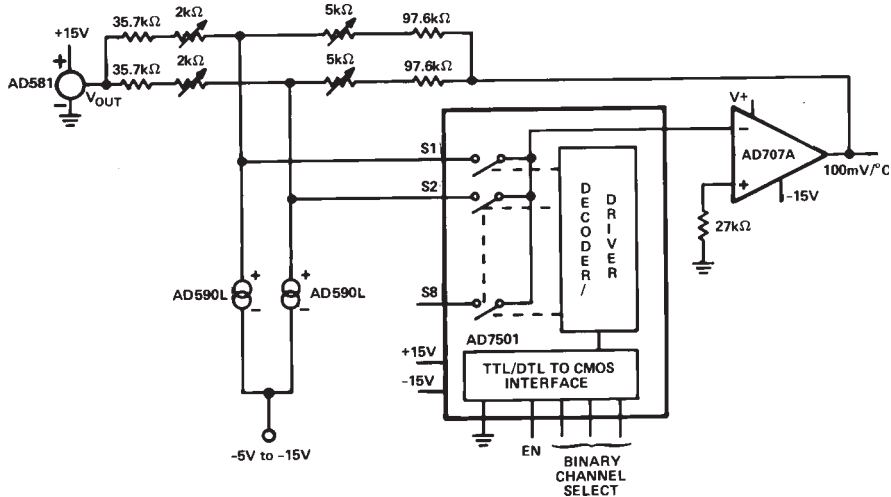 +15V
+
AD581
−
VOUT
35.7kΩ
2kΩ
5kΩ
97.6kΩ
35.7kΩ
2kΩ
5kΩ
97.6kΩ
S1
S2
S8
DECODER/
DRIVER
V+
−
AD707A
+
−15V
100mV/°C
27kΩ
AD590L
+
−
+
−
AD590L
AD7501
+15V
−15V
TTL/DTL TO CMOS
INTERFACE
−5V to −15V
EN
BINARY
CHANNEL
SELECT